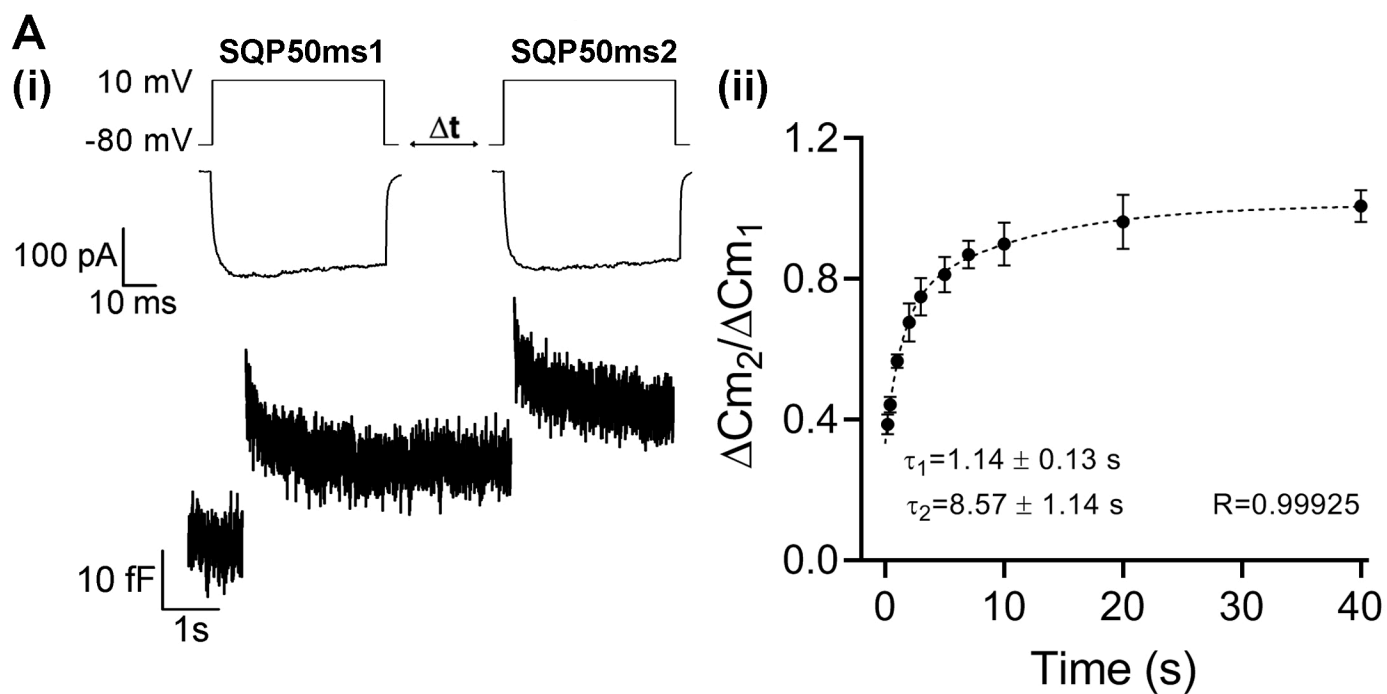 A
(i)
SQP50ms1
SQP50ms2
10 mV
-80 mV
Δt
100 pA
10 ms
10 fF
1s
(ii)
ΔCm₂/ΔCm₁
1.2
0.8
0.4
0.0
τ₁=1.14 ± 0.13 s
τ₂=8.57 ± 1.14 s
R=0.99925
0 10 20 30 40
Time (s)